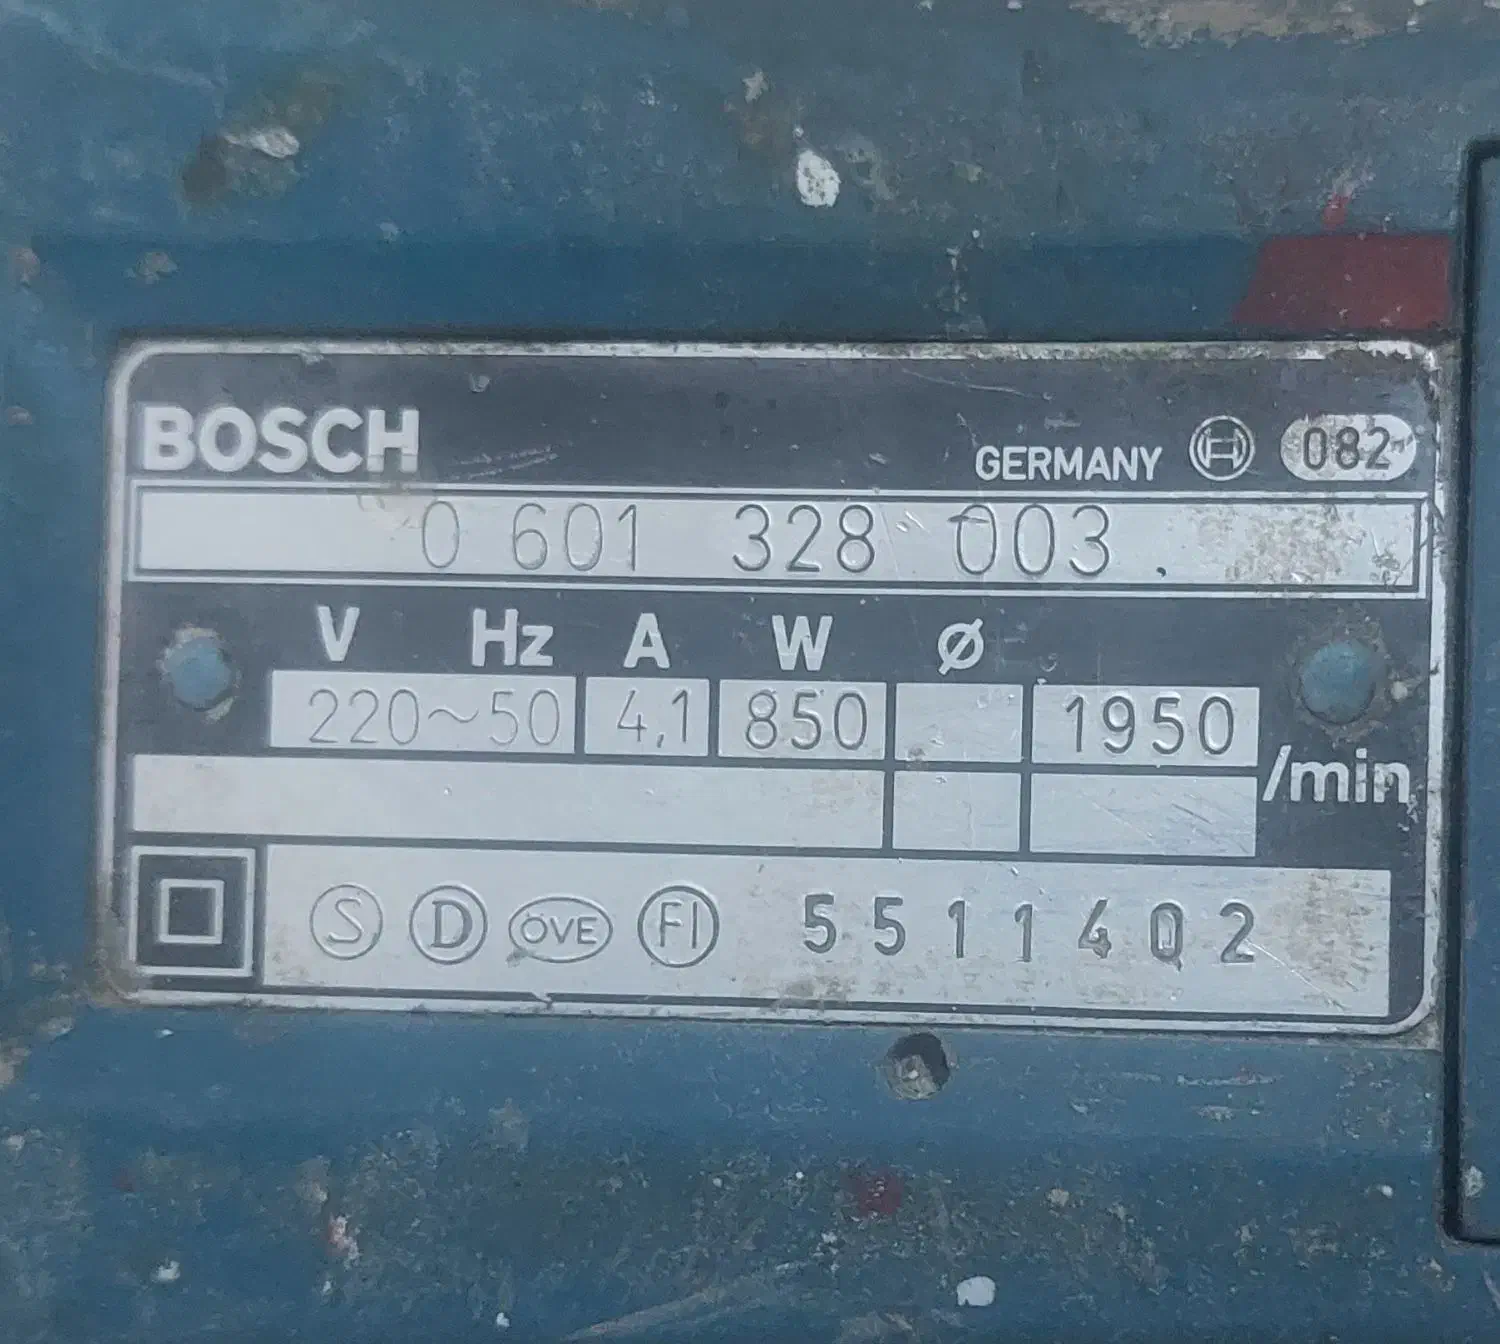 BOSCH GERMANY 082
0 601 328 003
V Hz A W Ø
220~50 4,1 850 1950
/min
S D ÖVE FI 5511402